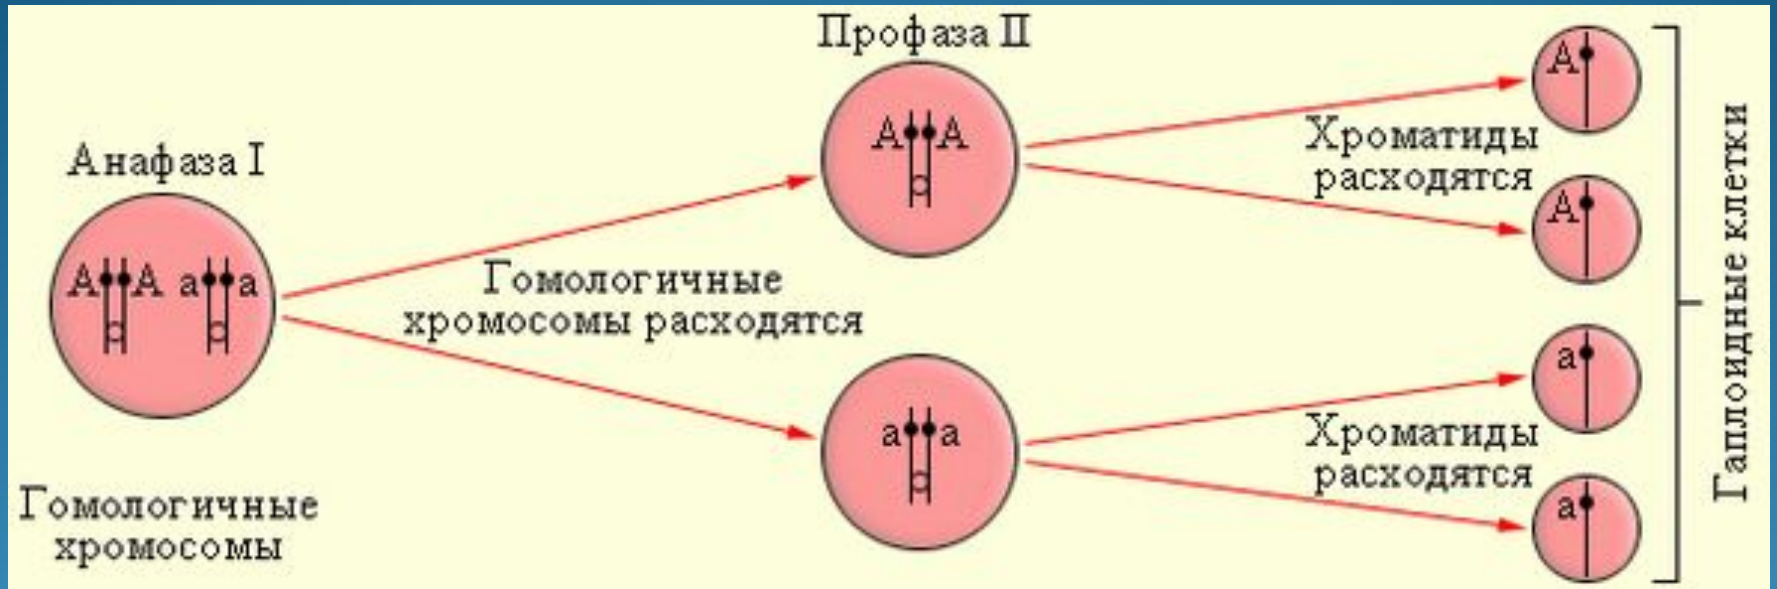 Анафаза I
A A a a
Гомологичные
хромосомы
Гомологичные
хромосомы расходятся
Профаза II
A A
a a
Хроматиды
расходятся
Хроматиды
расходятся
A
A
a
a
Гаплоидные клетки